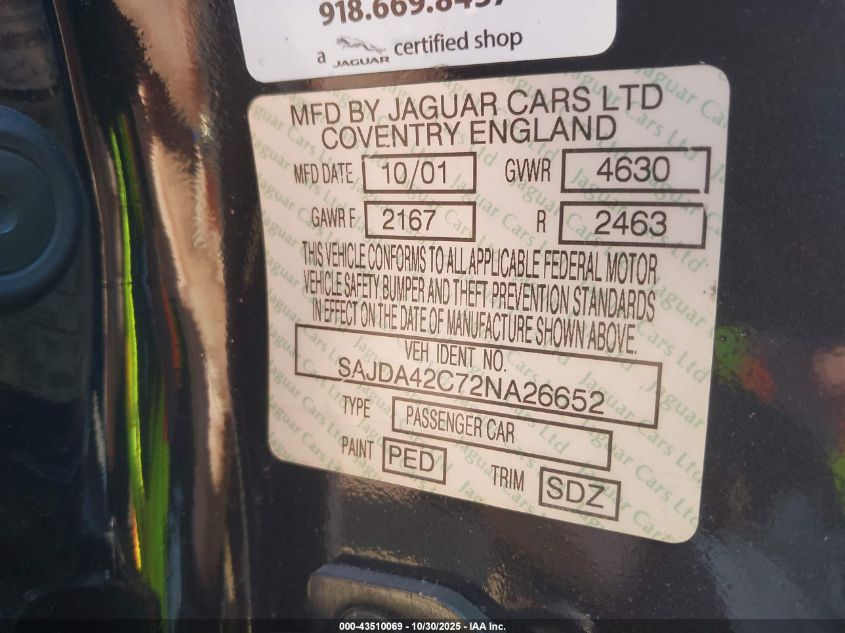 a JAGUAR certified shop
MFD BY JAGUAR CARS LTD
COVENTRY ENGLAND
MFD DATE 10/01 GVWR 4630
GAWR F 2167 R 2463
THIS VEHICLE CONFORMS TO ALL APPLICABLE FEDERAL MOTOR
VEHICLE SAFETY BUMPER AND THEFT PREVENTION STANDARDS
IN EFFECT ON THE DATE OF MANUFACTURE SHOWN ABOVE.
VEH IDENT NO.
SAJDA42C72NA26652
TYPE PASSENGER CAR
PAINT PED TRIM SDZ
000-43510069 - 10/30/2025 - IAA Inc.